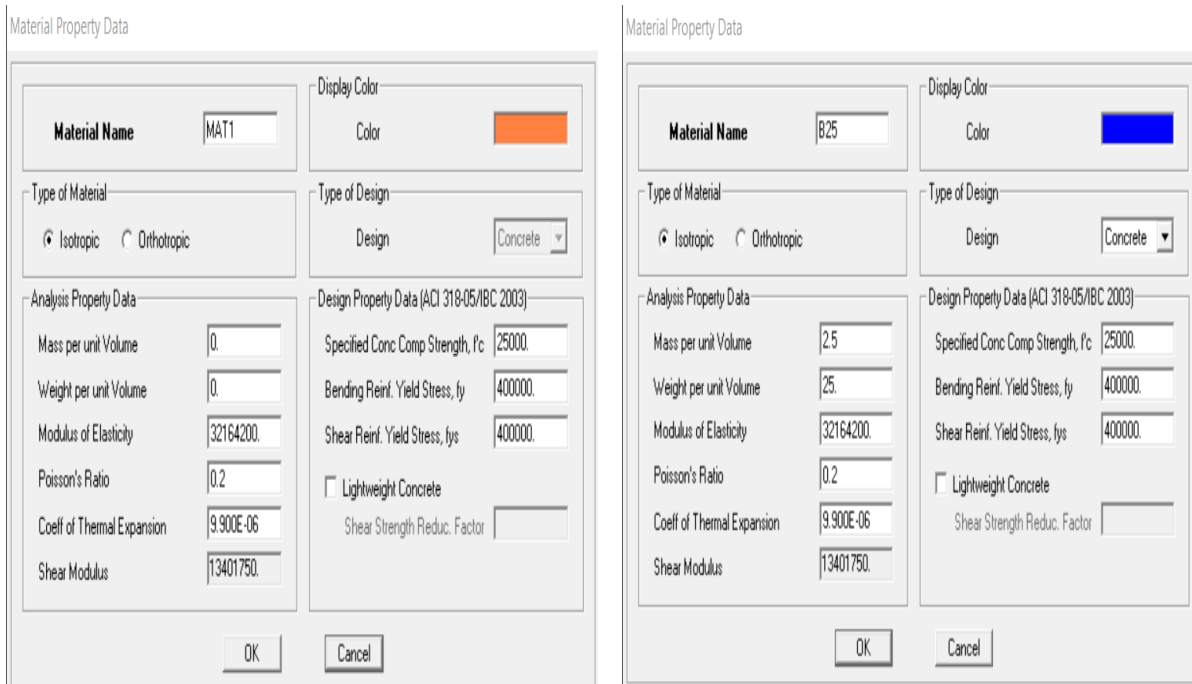 Material Property Data
Material Name MAT1
Display Color
Color
Type of Material
Isotropic Orthotropic
Type of Design
Design Concrete
Analysis Property Data
Mass per unit Volume 0.
Weight per unit Volume 0.
Modulus of Elasticity 32164200.
Poisson's Ratio 0.2
Coeff of Thermal Expansion 9.900E-06
Shear Modulus 13401750.
Design Property Data (ACI 318-05/IBC 2003)
Specified Conc Comp Strength, f'c 25000.
Bending Reinf. Yield Stress, fy 400000.
Shear Reinf. Yield Stress, fys 400000.
Lightweight Concrete
Shear Strength Reduc. Factor
OK Cancel
Material Property Data
Material Name B25
Display Color
Color
Type of Material
Isotropic Orthotropic
Type of Design
Design Concrete
Analysis Property Data
Mass per unit Volume 2.5
Weight per unit Volume 25.
Modulus of Elasticity 32164200.
Poisson's Ratio 0.2
Coeff of Thermal Expansion 9.900E-06
Shear Modulus 13401750.
Design Property Data (ACI 318-05/IBC 2003)
Specified Conc Comp Strength, f'c 25000.
Bending Reinf. Yield Stress, fy 400000.
Shear Reinf. Yield Stress, fys 400000.
Lightweight Concrete
Shear Strength Reduc. Factor
OK Cancel